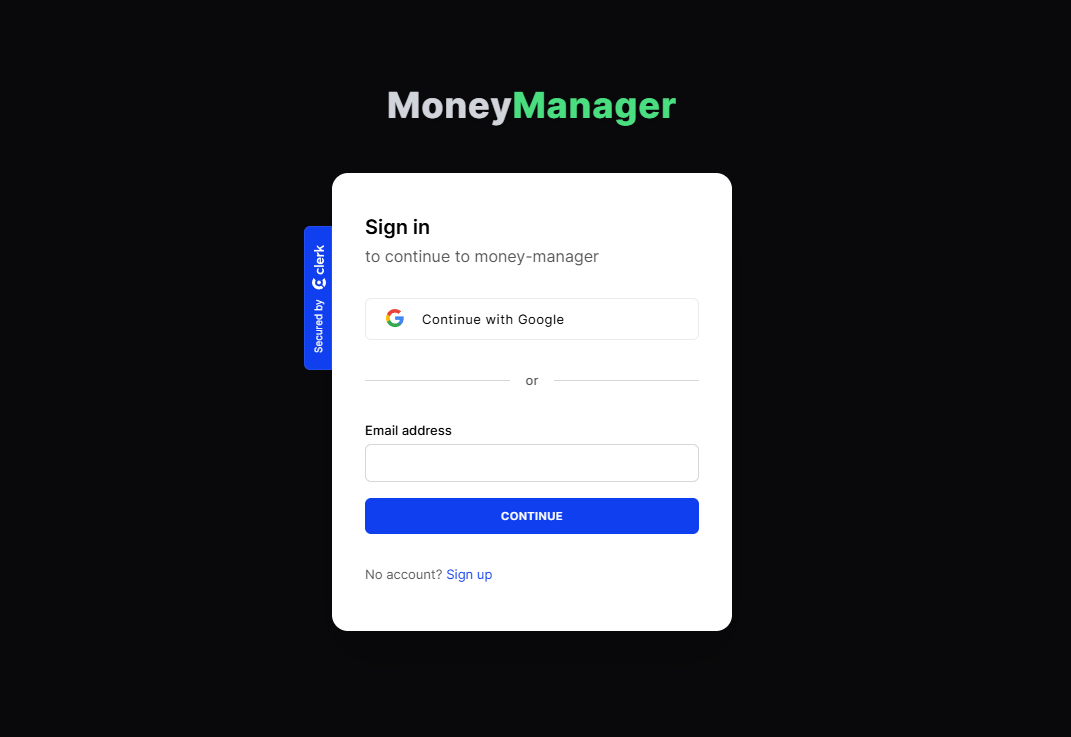 MoneyManager
Sign in
to continue to money-manager
Secured by clerk
Continue with Google
or
Email address
CONTINUE
No account? Sign up